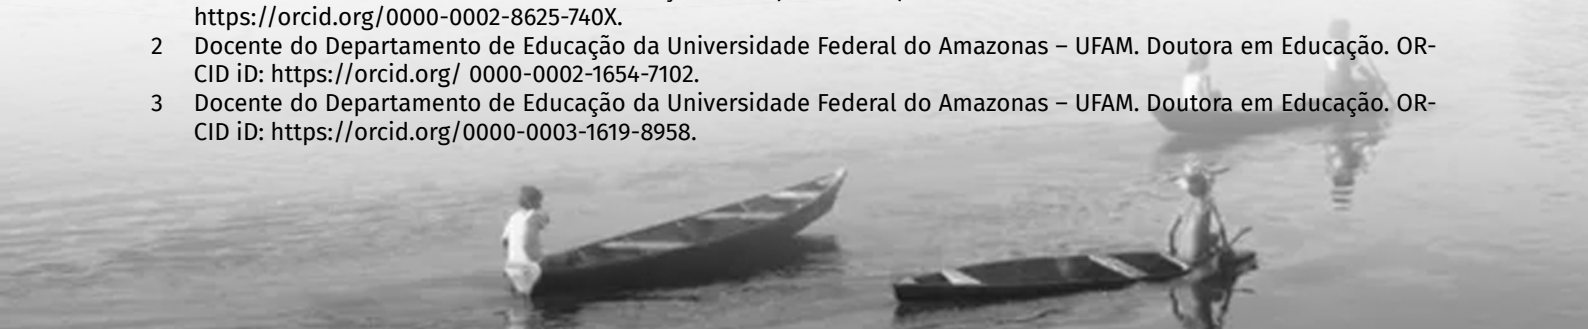 https://orcid.org/0000-0002-8625-740X.
2 Docente do Departamento de Educação da Universidade Federal do Amazonas – UFAM. Doutora em Educação. OR-
CID iD: https://orcid.org/ 0000-0002-1654-7102.
3 Docente do Departamento de Educação da Universidade Federal do Amazonas – UFAM. Doutora em Educação. OR-
CID iD: https://orcid.org/0000-0003-1619-8958.